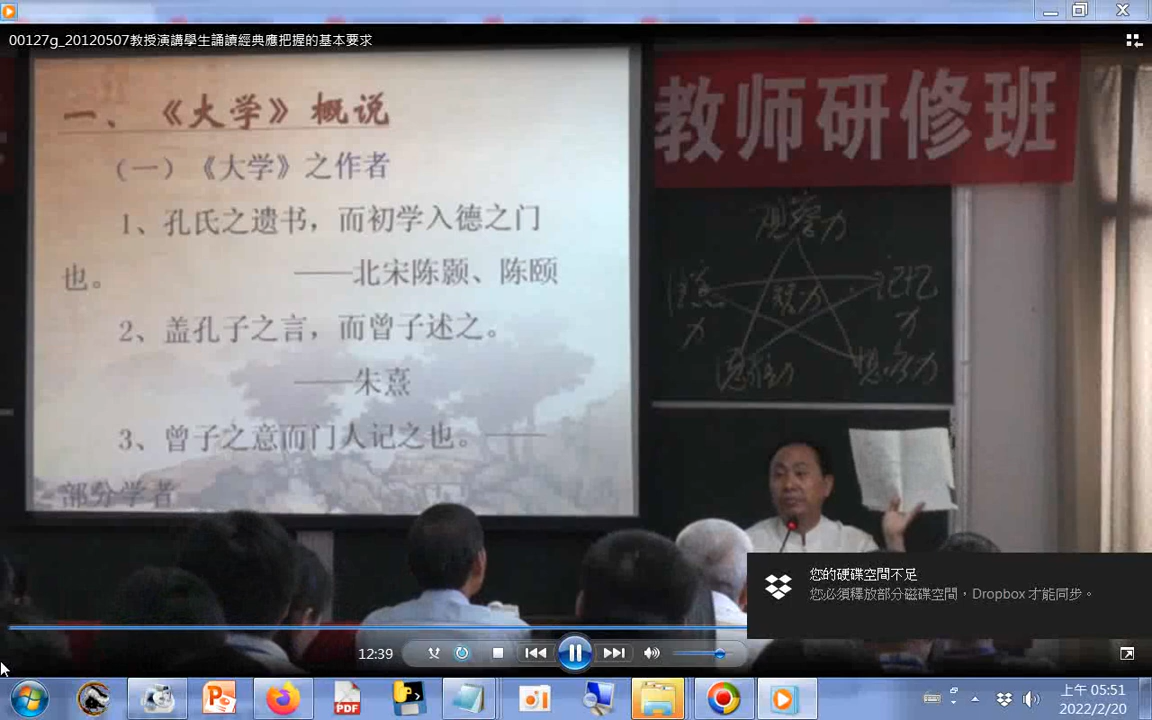 00127g_20120507教授演講學生誦讀經典應把握的基本要求
一、《大学》概说
（一）《大学》之作者
1、孔氏之遗书，而初学入德之门
也。 ——北宋陈颢、陈颐
2、盖孔子之言，而曾子述之。
——朱熹
3、曾子之意而门人记之也。——
部分学者
教师研修班
观察力
注意力
记忆力
思维力
想象力
您的硬碟空間不足
您必須釋放部分磁碟空間，Dropbox 才能同步。
12:39
PDF
上午 05:51
2022/2/20